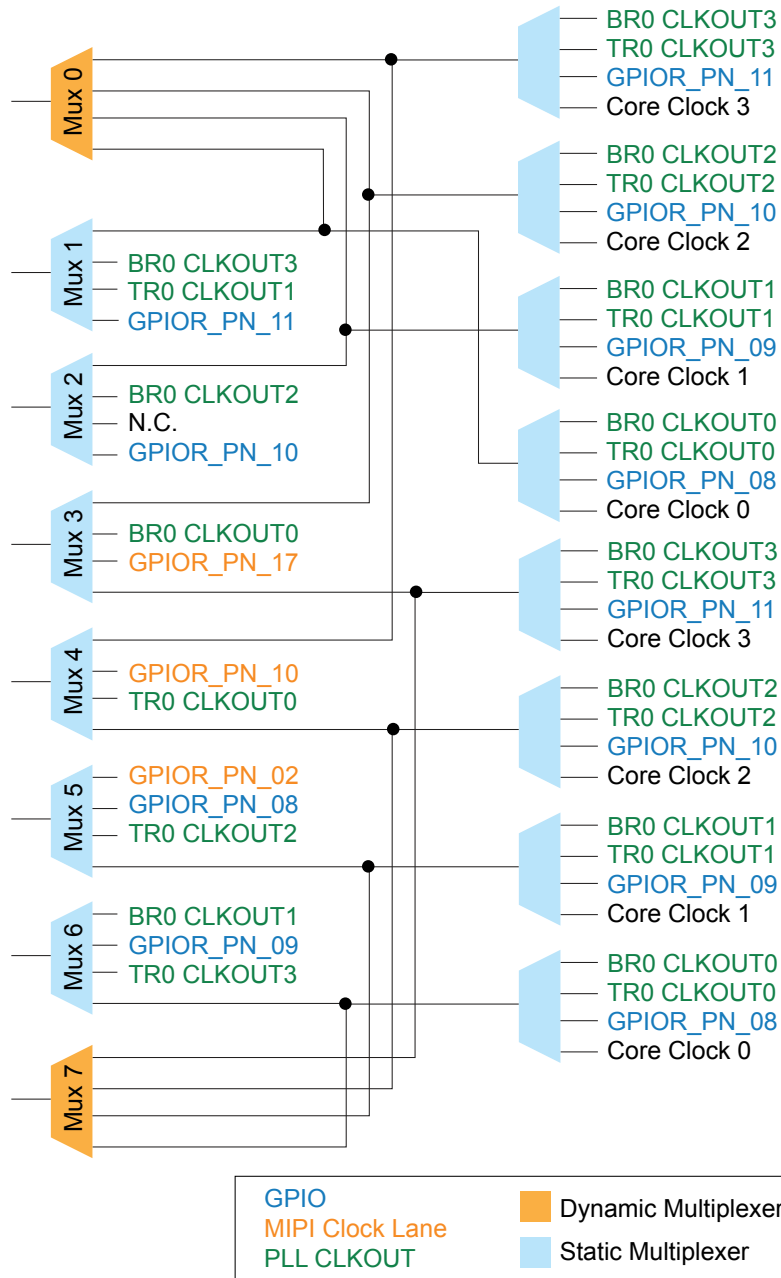 Mux 0
Mux 1
BR0 CLKOUT3
TR0 CLKOUT1
GPIOR_PN_11
Mux 2
BR0 CLKOUT2
N.C.
GPIOR_PN_10
Mux 3
BR0 CLKOUT0
GPIOR_PN_17
Mux 4
GPIOR_PN_10
TR0 CLKOUT0
Mux 5
GPIOR_PN_02
GPIOR_PN_08
TR0 CLKOUT2
Mux 6
BR0 CLKOUT1
GPIOR_PN_09
TR0 CLKOUT3
Mux 7
BR0 CLKOUT3
TR0 CLKOUT3
GPIOR_PN_11
Core Clock 3
BR0 CLKOUT2
TR0 CLKOUT2
GPIOR_PN_10
Core Clock 2
BR0 CLKOUT1
TR0 CLKOUT1
GPIOR_PN_09
Core Clock 1
BR0 CLKOUT0
TR0 CLKOUT0
GPIOR_PN_08
Core Clock 0
BR0 CLKOUT3
TR0 CLKOUT3
GPIOR_PN_11
Core Clock 3
BR0 CLKOUT2
TR0 CLKOUT2
GPIOR_PN_10
Core Clock 2
BR0 CLKOUT1
TR0 CLKOUT1
GPIOR_PN_09
Core Clock 1
BR0 CLKOUT0
TR0 CLKOUT0
GPIOR_PN_08
Core Clock 0
GPIO
MIPI Clock Lane
PLL CLKOUT
Dynamic Multiplexer
Static Multiplexer